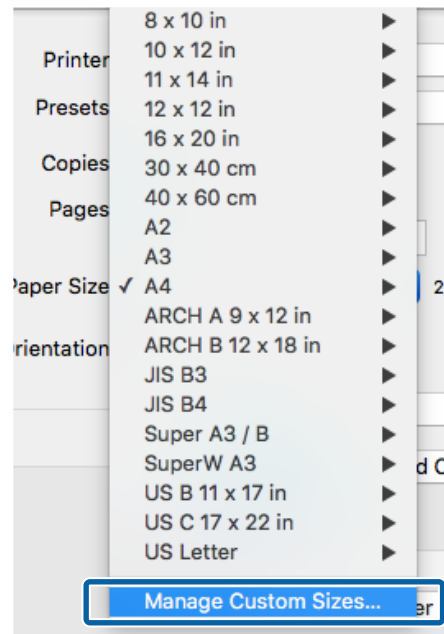 8 x 10 in
Printer 10 x 12 in
11 x 14 in
Presets 12 x 12 in
16 x 20 in
Copies 30 x 40 cm
40 x 60 cm
Pages A2
A3
Paper Size ✓ A4 2
ARCH A 9 x 12 in
rientation ARCH B 12 x 18 in
JIS B3
JIS B4
Super A3 / B
SuperW A3 d C
US B 11 x 17 in
US C 17 x 22 in
US Letter
Manage Custom Sizes... er